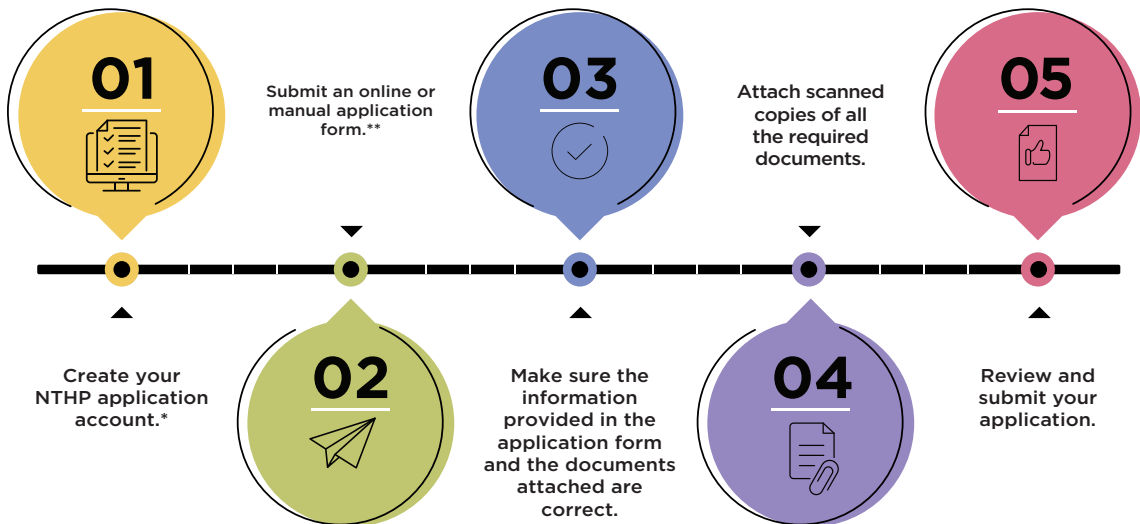 01
Create your
NTHP application
account.*
Submit an online or
manual application
form.**
02
03
Make sure the
information
provided in the
application form
and the documents
attached are
correct.
Attach scanned
copies of all
the required
documents.
04
05
Review and
submit your
application.